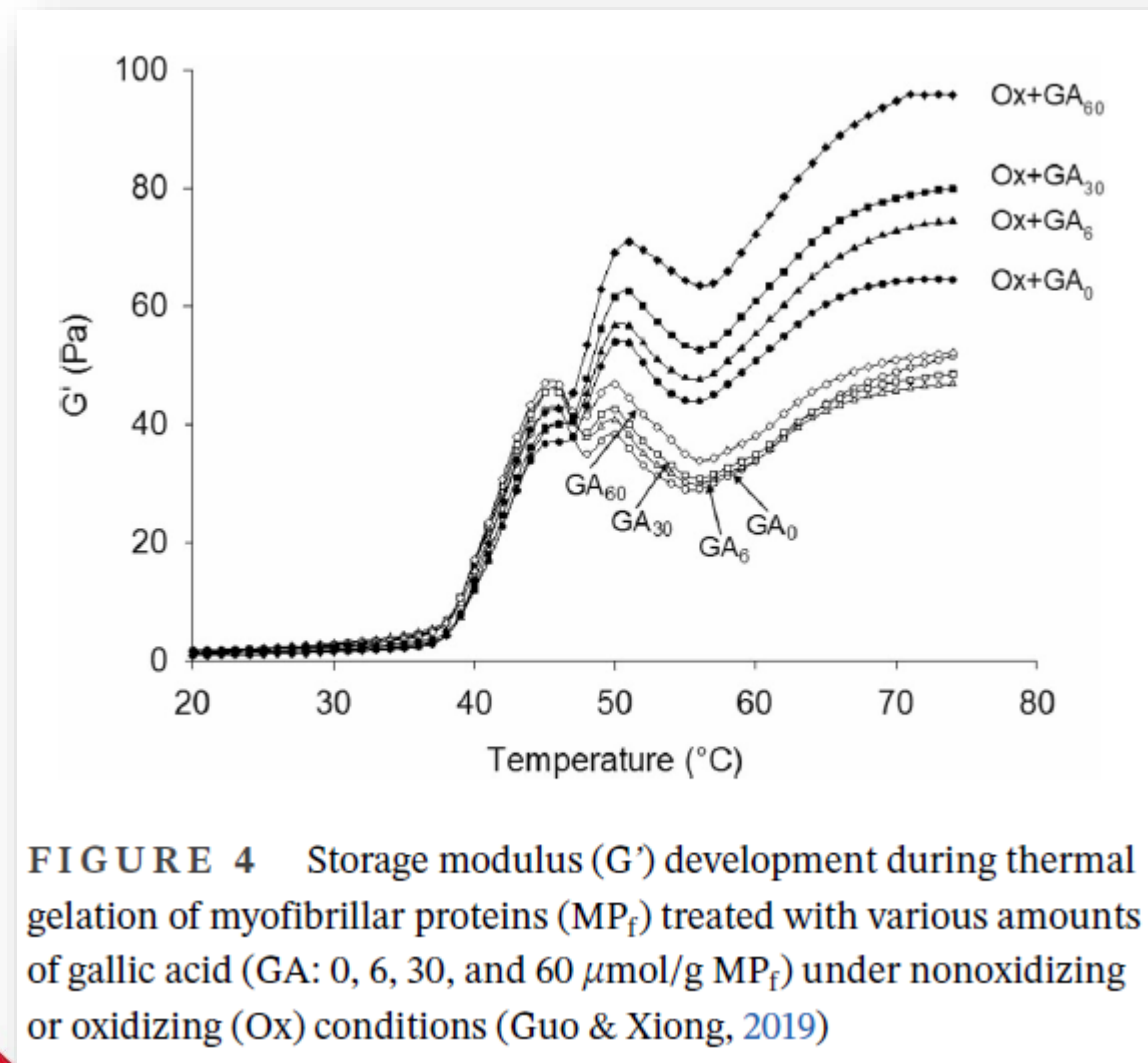 100
80
60
40
20
0
G' (Pa)
Ox+GA₆₀
Ox+GA₃₀
Ox+GA₆
Ox+GA₀
GA₆₀
GA₃₀
GA₆
GA₀
20 30 40 50 60 70 80
Temperature (°C)
FIGURE 4 Storage modulus (G’) development during thermal
gelation of myofibrillar proteins (MPf) treated with various amounts
of gallic acid (GA: 0, 6, 30, and 60 μmol/g MPf) under nonoxidizing
or oxidizing (Ox) conditions (Guo & Xiong, 2019)